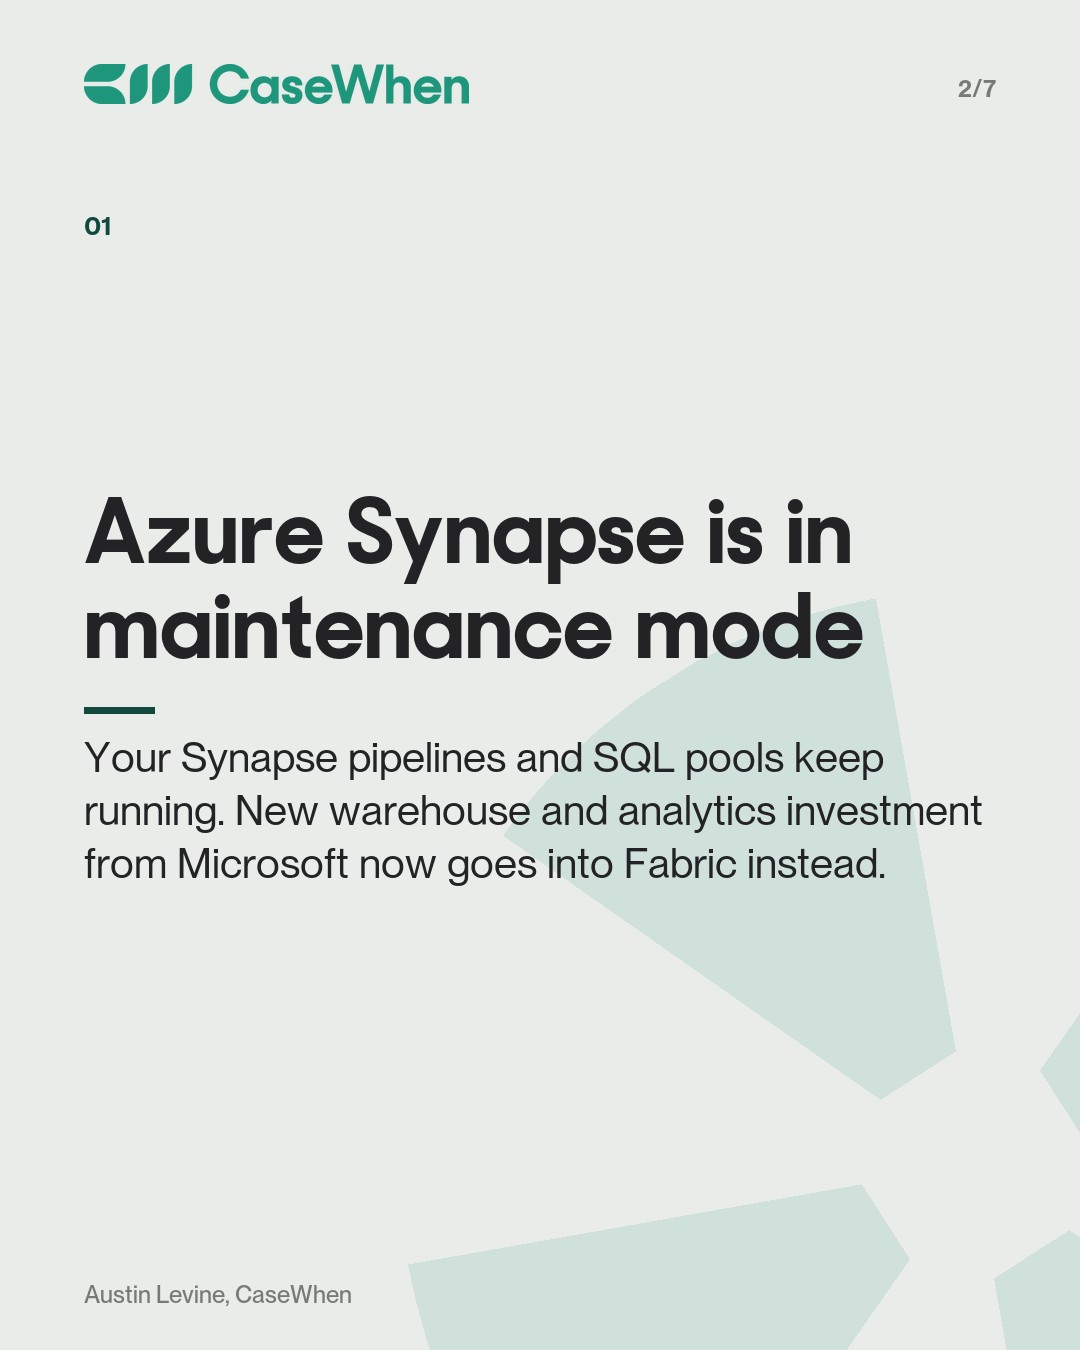 CaseWhen
2/7
01
Azure Synapse is in
maintenance mode
Your Synapse pipelines and SQL pools keep
running. New warehouse and analytics investment
from Microsoft now goes into Fabric instead.
Austin Levine, CaseWhen